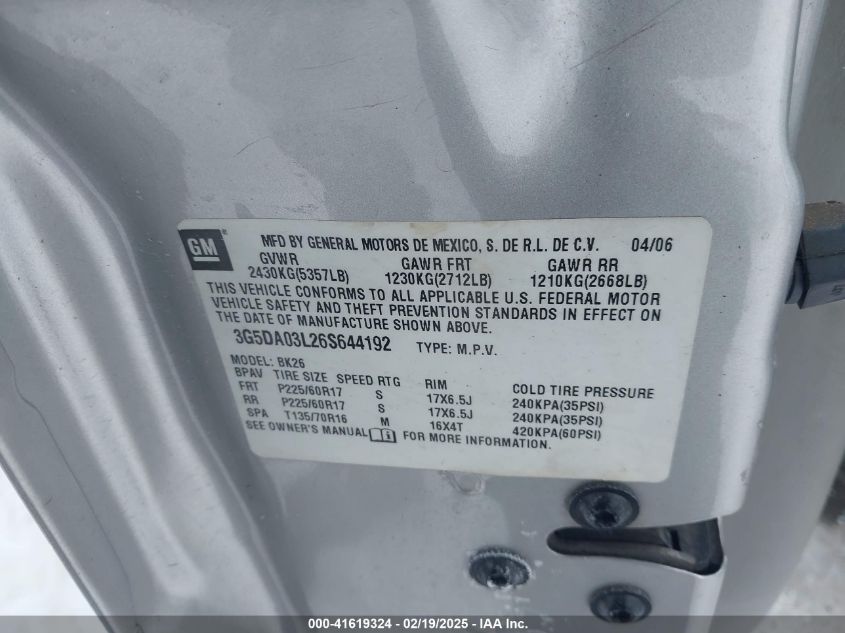 GM MFD BY GENERAL MOTORS DE MEXICO, S. DE R.L. DE C.V. 04/06
GVWR GAWR FRT GAWR RR
2430KG(5357LB) 1230KG(2712LB) 1210KG(2668LB)
THIS VEHICLE CONFORMS TO ALL APPLICABLE U.S. FEDERAL MOTOR
VEHICLE SAFETY AND THEFT PREVENTION STANDARDS IN EFFECT ON
THE DATE OF MANUFACTURE SHOWN ABOVE.
3G5DA03L26S644192 TYPE: M.P.V.
MODEL: BK26
BPAV TIRE SIZE SPEED RTG RIM COLD TIRE PRESSURE
FRT P225/60R17 S 17X6.5J 240KPA(35PSI)
RR P225/60R17 S 17X6.5J 240KPA(35PSI)
SPA T135/70R16 M 16X4T 420KPA(60PSI)
SEE OWNER'S MANUAL FOR MORE INFORMATION.
000-41619324 - 02/19/2025 - IAA Inc.